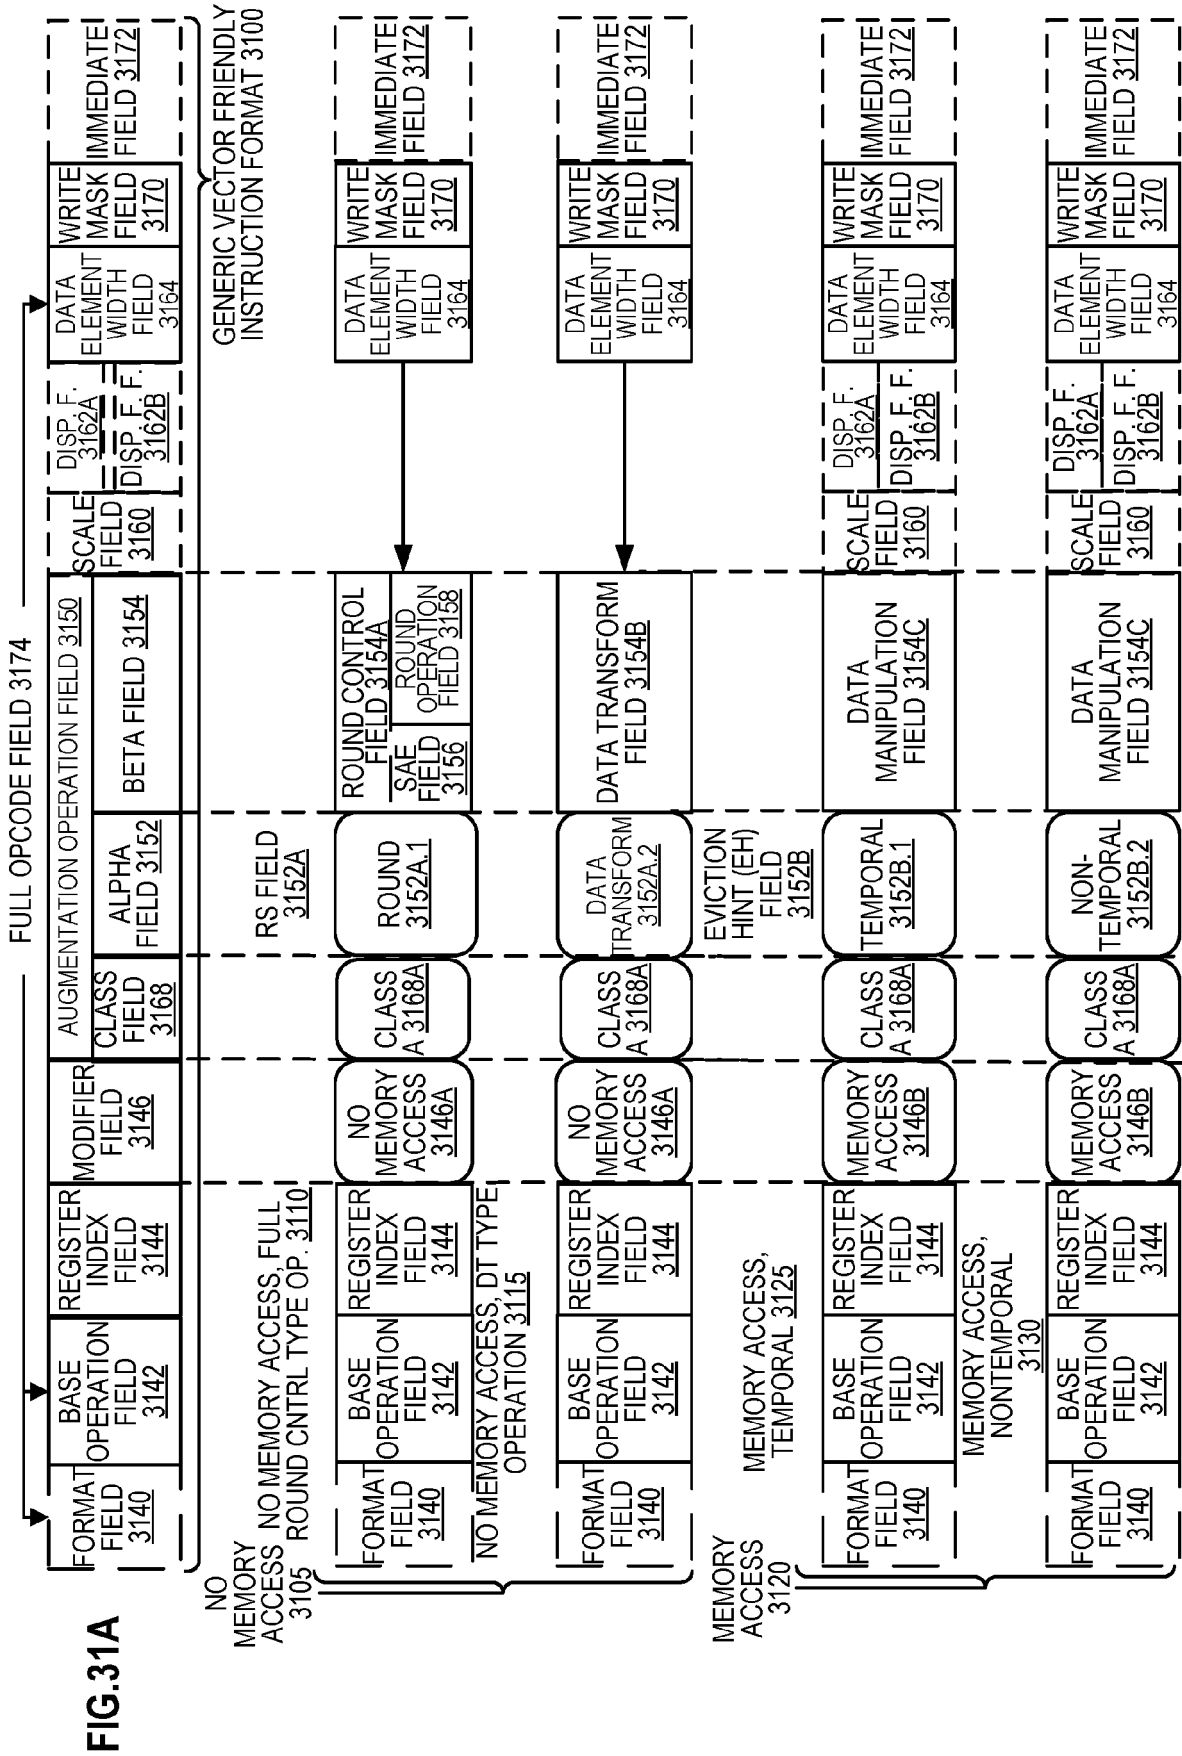 FIG.31A
FULL OPCODE FIELD 3174
FORMAT
FIELD
3140
BASE
OPERATION
FIELD
3142
REGISTER
INDEX
FIELD
3144
MODIFIER
FIELD
3146
AUGMENTATION OPERATION FIELD 3150
CLASS
FIELD
3168
ALPHA
FIELD 3152
BETA FIELD 3154
SCALE
FIELD
3160
DISP. F.
3162A
DISP. F. F.
3162B
DATA
ELEMENT
WIDTH
FIELD
3164
WRITE
MASK
FIELD
3170
IMMEDIATE
FIELD 3172
GENERIC VECTOR FRIENDLY
INSTRUCTION FORMAT 3100
NO
MEMORY
ACCESS
3105
NO MEMORY ACCESS, FULL
ROUND CNTRL TYPE OP. 3110
RS FIELD
3152A
FORMAT
FIELD
3140
BASE
OPERATION
FIELD
3142
REGISTER
INDEX
FIELD
3144
NO
MEMORY
ACCESS
3146A
CLASS
A 3168A
ROUND
3152A.1
ROUND CONTROL
FIELD 3154A
SAE
FIELD
3156
ROUND
OPERATION
FIELD 3158
DATA
ELEMENT
WIDTH
FIELD
3164
WRITE
MASK
FIELD
3170
IMMEDIATE
FIELD 3172
NO MEMORY ACCESS, DT TYPE
OPERATION 3115
FORMAT
FIELD
3140
BASE
OPERATION
FIELD
3142
REGISTER
INDEX
FIELD
3144
NO
MEMORY
ACCESS
3146A
CLASS
A 3168A
DATA
TRANSFORM
3152A.2
DATA TRANSFORM
FIELD 3154B
DATA
ELEMENT
WIDTH
FIELD
3164
WRITE
MASK
FIELD
3170
IMMEDIATE
FIELD 3172
MEMORY
ACCESS
3120
MEMORY ACCESS,
TEMPORAL 3125
EVICTION
HINT (EH)
FIELD
3152B
FORMAT
FIELD
3140
BASE
OPERATION
FIELD
3142
REGISTER
INDEX
FIELD
3144
MEMORY
ACCESS
3146B
CLASS
A 3168A
TEMPORAL
3152B.1
DATA
MANIPULATION
FIELD 3154C
SCALE
FIELD
3160
DISP. F.
3162A
DISP. F. F.
3162B
DATA
ELEMENT
WIDTH
FIELD
3164
WRITE
MASK
FIELD
3170
IMMEDIATE
FIELD 3172
MEMORY ACCESS,
NONTEMPORAL
3130
FORMAT
FIELD
3140
BASE
OPERATION
FIELD
3142
REGISTER
INDEX
FIELD
3144
MEMORY
ACCESS
3146B
CLASS
A 3168A
NON-
TEMPORAL
3152B.2
DATA
MANIPULATION
FIELD 3154C
SCALE
FIELD
3160
DISP. F.
3162A
DISP. F. F.
3162B
DATA
ELEMENT
WIDTH
FIELD
3164
WRITE
MASK
FIELD
3170
IMMEDIATE
FIELD 3172